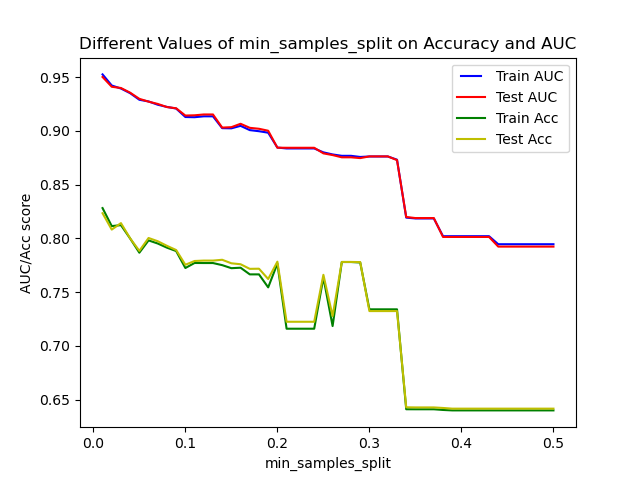 Different Values of min_samples_split on Accuracy and AUC
Train AUC
Test AUC
Train Acc
Test Acc
AUC/Acc score
0.95
0.90
0.85
0.80
0.75
0.70
0.65
0.0 0.1 0.2 0.3 0.4 0.5
min_samples_split